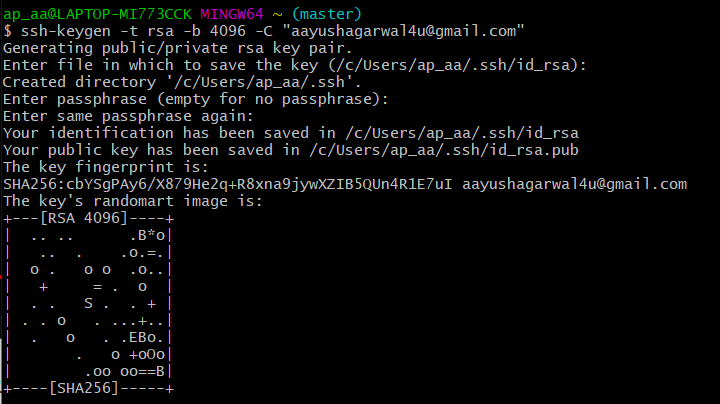 ap_aa@LAPTOP-MI773CCK MINGW64 ~ (master)
$ ssh-keygen -t rsa -b 4096 -C "aayushagarwal4u@gmail.com"
Generating public/private rsa key pair.
Enter file in which to save the key (/c/Users/ap_aa/.ssh/id_rsa):
Created directory '/c/Users/ap_aa/.ssh'.
Enter passphrase (empty for no passphrase):
Enter same passphrase again:
Your identification has been saved in /c/Users/ap_aa/.ssh/id_rsa
Your public key has been saved in /c/Users/ap_aa/.ssh/id_rsa.pub
The key fingerprint is:
SHA256:cbYSgPAy6/X879He2q+R8xna9jywXZIB5QUn4R1E7uI aayushagarwal4u@gmail.com
The key's randomart image is:
+---[RSA 4096]----+
|  .. ..      .B*o|
|   ..  .    .o.=.|
|  o .   o o  .o..|
|   +     = .  o  |
|  . .   S .  . + |
| . . o   . ...+..|
|  .   o   . .EBo.|
|       .   o +oOo|
|        .oo oo==B|
+----[SHA256]-----+